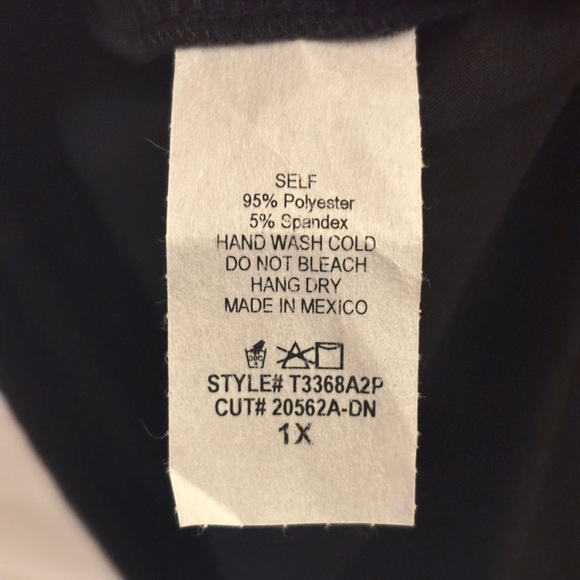 SELF
95% Polyester
5% Spandex
HAND WASH COLD
DO NOT BLEACH
HANG DRY
MADE IN MEXICO
30C
STYLE# T3368A2P
CUT# 20562A-DN
1X